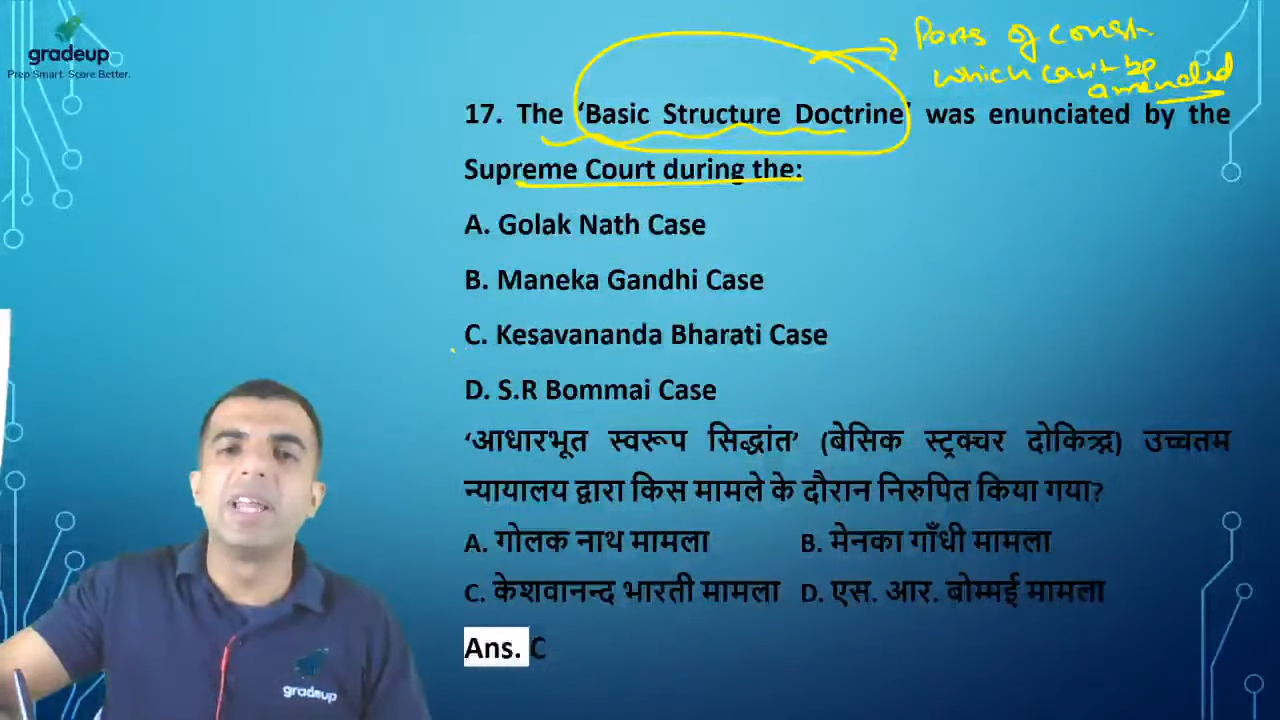 gradeup
Prep Smart. Score Better.
Parts of const.
which can't be
amended
17. The 'Basic Structure Doctrine' was enunciated by the
Supreme Court during the:
A. Golak Nath Case
B. Maneka Gandhi Case
C. Kesavananda Bharati Case
D. S.R Bommai Case
'आधारभूत स्वरूप सिद्धांत' (बेसिक स्ट्रक्चर दोकित्र्न) उच्चतम
न्यायालय द्वारा किस मामले के दौरान निरुपित किया गया?
A. गोलक नाथ मामला B. मेनका गाँधी मामला
C. केशवानन्द भारती मामला D. एस. आर. बोम्मई मामला
Ans. C
gradeup